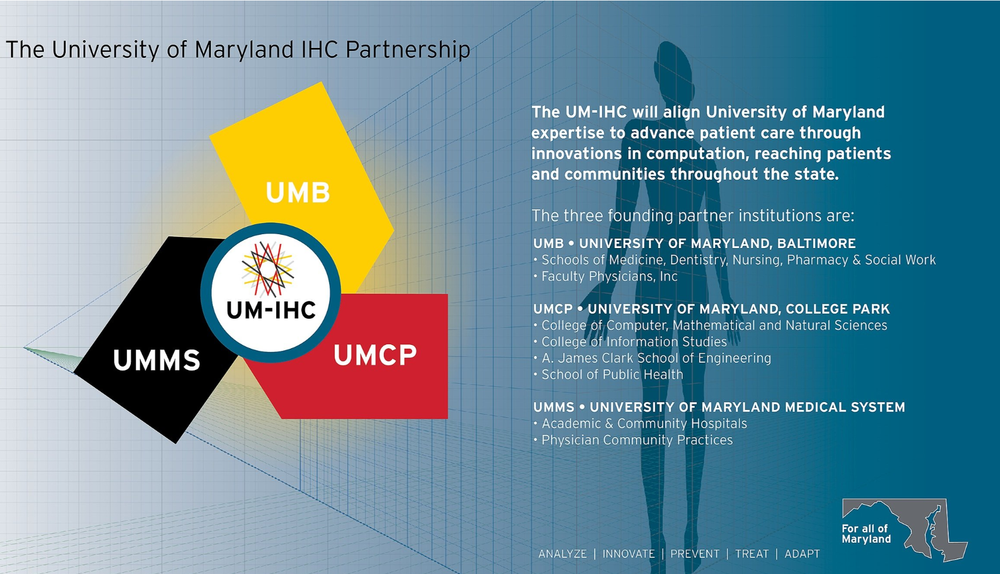 The University of Maryland IHC Partnership
UMB
UM-IHC
UMMS
UMCP
The UM-IHC will align University of Maryland
expertise to advance patient care through
innovations in computation, reaching patients
and communities throughout the state.
The three founding partner institutions are:
UMB • UNIVERSITY OF MARYLAND, BALTIMORE
• Schools of Medicine, Dentistry, Nursing, Pharmacy & Social Work
• Faculty Physicians, Inc
UMCP • UNIVERSITY OF MARYLAND, COLLEGE PARK
• College of Computer, Mathematical and Natural Sciences
• College of Information Studies
• A. James Clark School of Engineering
• School of Public Health
UMMS • UNIVERSITY OF MARYLAND MEDICAL SYSTEM
• Academic & Community Hospitals
• Physician Community Practices
For all of
Maryland
ANALYZE | INNOVATE | PREVENT | TREAT | ADAPT